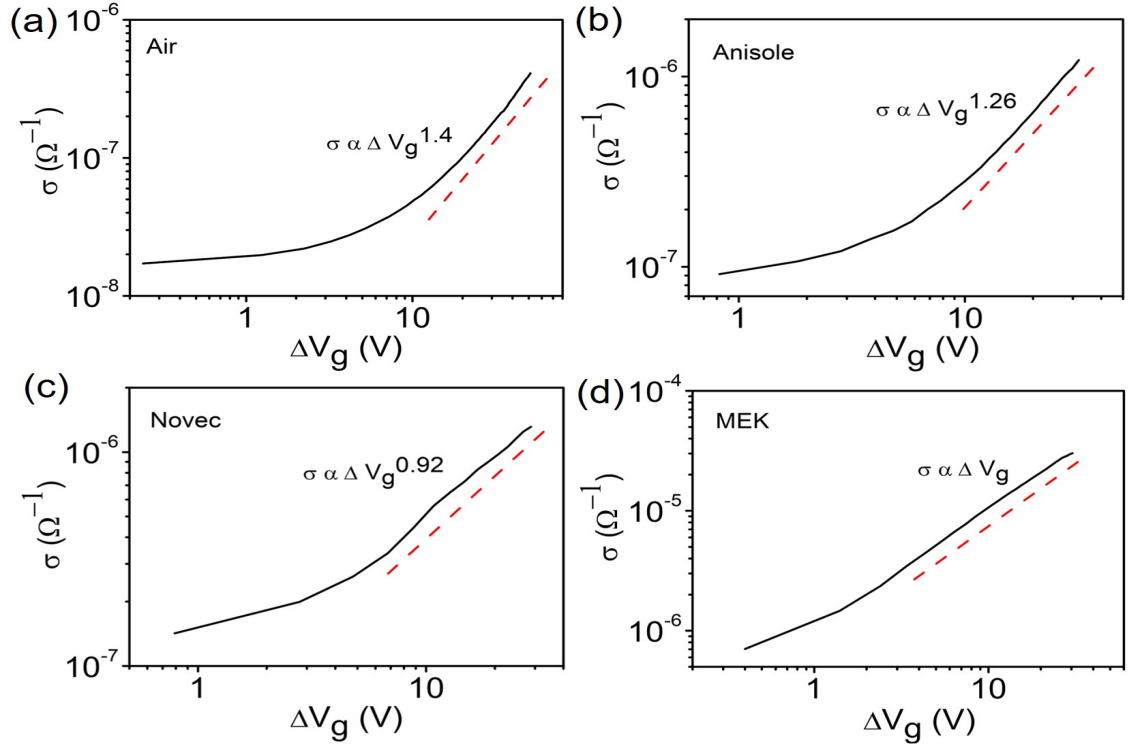 (a)
Air
σ α Δ Vg^1.4
10^-6
10^-7
10^-8
σ (Ω^-1)
1 10
ΔVg (V)
(b)
Anisole
σ α Δ Vg^1.26
10^-6
10^-7
σ (Ω^-1)
1 10
ΔVg (V)
(c)
Novec
σ α Δ Vg^0.92
10^-6
10^-7
σ (Ω^-1)
1 10
ΔVg (V)
(d)
MEK
σ α Δ Vg
10^-4
10^-5
10^-6
σ (Ω^-1)
1 10
ΔVg (V)